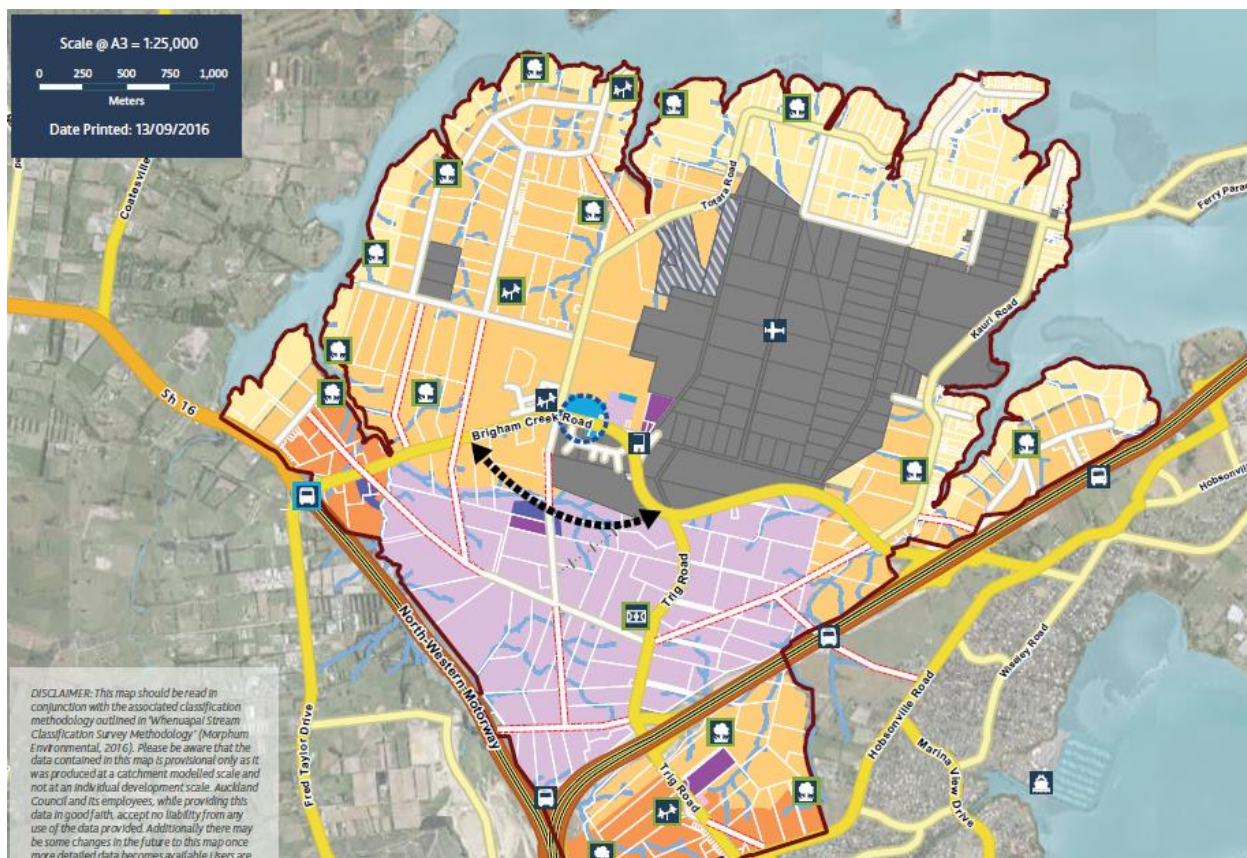 Scale @ A3 = 1:25,000
0 250 500 750 1,000
Meters
Date Printed: 13/09/2016
Coatesville
Totara Road
Ferry Para
Kauri Road
Sh 16
Brigham Creek Road
Trig Road
North-Western Motorway
Hobsonvill
Wiseley Road
Hobsonville Road
Fred Taylor Drive
Trig Road
Marina View Drive
DISCLAIMER: This map should be read in
conjunction with the associated classification
methodology outlined in 'Whenuapai Stream
Classification Survey Methodology' (Morphum
Environmental, 2016). Please be aware that the
data contained in this map is provisional only as it
was produced at a catchment modelled scale and
not at an individual development scale. Auckland
Council and its employees, while providing this
data in good faith, accept no liability from any
use of the data provided. Additionally there may
be some changes in the future to this map once
more detailed data becomes available Users are